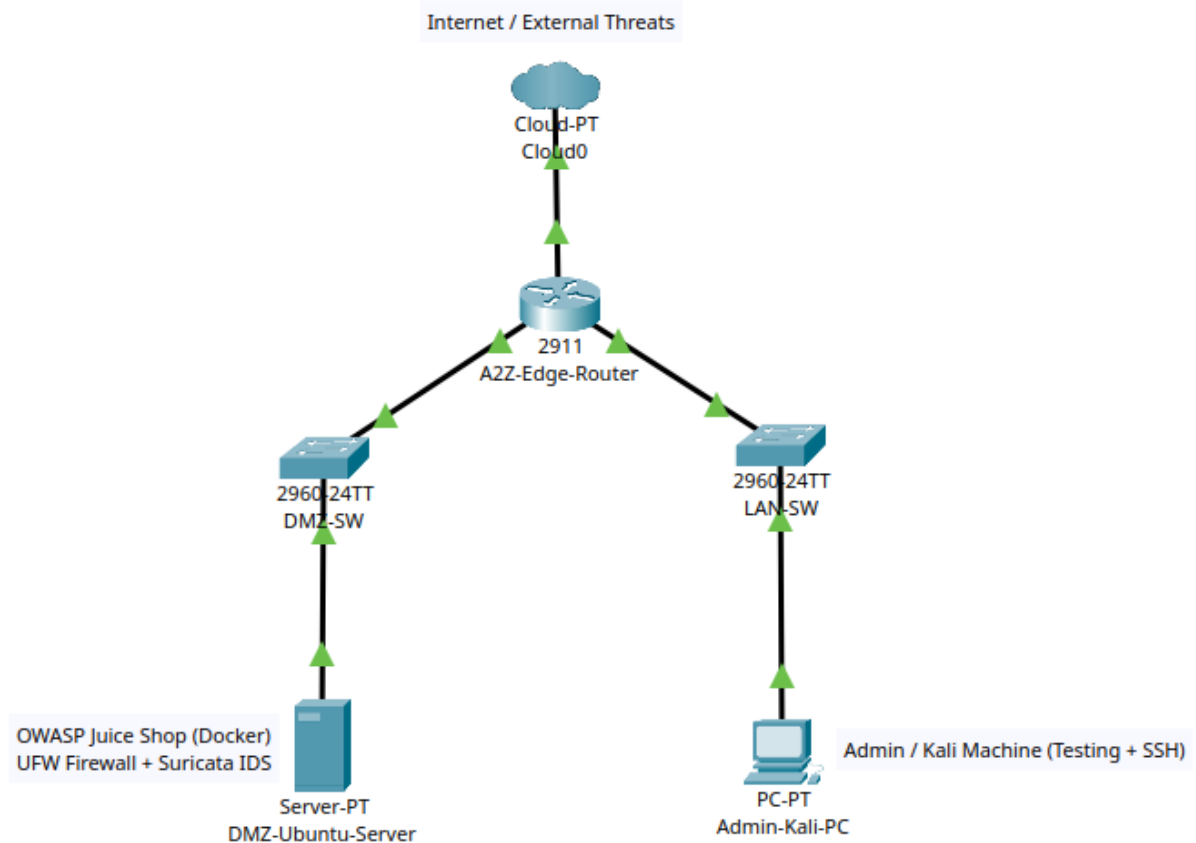 Internet / External Threats
Cloud-PT
Cloud0
2911
A2Z-Edge-Router
2960-24TT
DMZ-SW
2960-24TT
LAN-SW
OWASP Juice Shop (Docker)
UFW Firewall + Suricata IDS
Server-PT
DMZ-Ubuntu-Server
Admin / Kali Machine (Testing + SSH)
PC-PT
Admin-Kali-PC